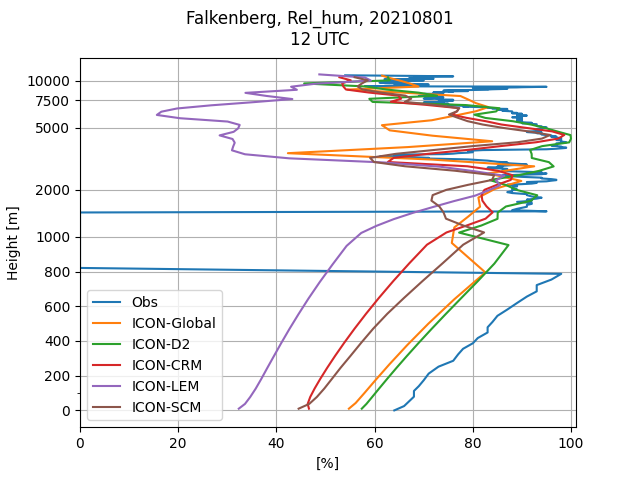 Falkenberg, Rel_hum, 20210801
12 UTC
10000
7500
5000
2000
1000
800
600
400
200
0
Height [m]
Obs
ICON-Global
ICON-D2
ICON-CRM
ICON-LEM
ICON-SCM
0 20 40 60 80 100
[%]